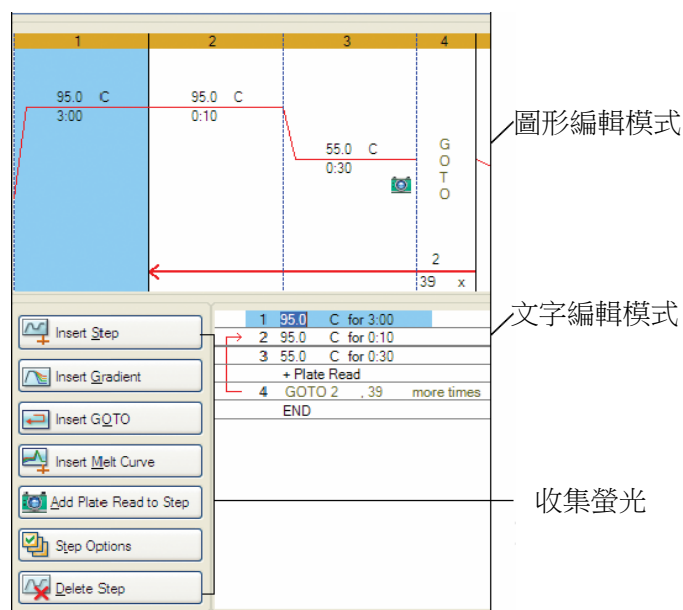 1 2 3 4
95.0 C 95.0 C
3:00 0:10
55.0 C
0:30
G
O
T
O
2
39 x
圖形編輯模式
Insert Step
Insert Gradient
Insert GOTO
Insert Melt Curve
Add Plate Read to Step
Step Options
Delete Step
1 95.0 C for 3:00
2 95.0 C for 0:10
3 55.0 C for 0:30
+ Plate Read
4 GOTO 2 , 39 more times
END
文字編輯模式
收集螢光